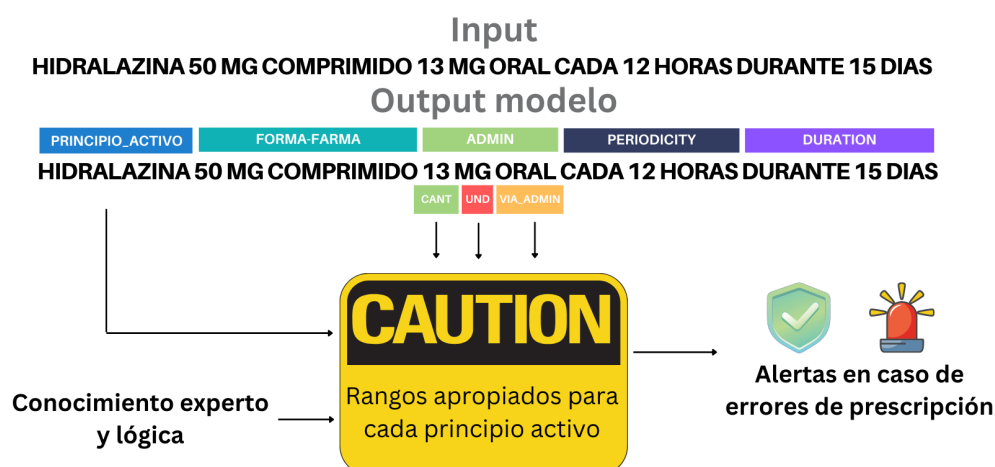 Input
HIDRALAZINA 50 MG COMPRIMIDO 13 MG ORAL CADA 12 HORAS DURANTE 15 DIAS
Output modelo
PRINCIPIO_ACTIVO FORMA-FARMA ADMIN PERIODICITY DURATION
HIDRALAZINA 50 MG COMPRIMIDO 13 MG ORAL CADA 12 HORAS DURANTE 15 DIAS
CANT UND VIA_ADMIN
CAUTION
Rangos apropiados para
cada principio activo
Conocimiento experto
y lógica
Alertas en caso de
errores de prescripción